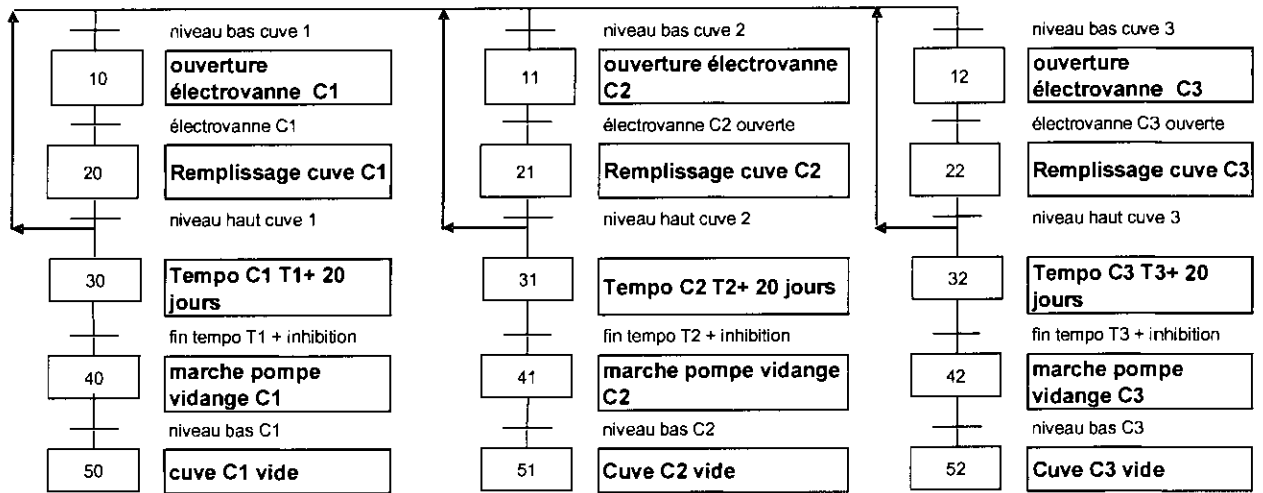 niveau bas cuve 1
10
ouverture
électrovanne C1
électrovanne C1
20
Remplissage cuve C1
niveau haut cuve 1
30
Tempo C1 T1+ 20
jours
fin tempo T1 + inhibition
40
marche pompe
vidange C1
niveau bas C1
50
cuve C1 vide
niveau bas cuve 2
11
ouverture électrovanne
C2
électrovanne C2 ouverte
21
Remplissage cuve C2
niveau haut cuve 2
31
Tempo C2 T2+ 20 jours
fin tempo T2 + inhibition
41
marche pompe vidange
C2
niveau bas C2
51
Cuve C2 vide
niveau bas cuve 3
12
ouverture
électrovanne C3
électrovanne C3 ouverte
22
Remplissage cuve C3
niveau haut cuve 3
32
Tempo C3 T3+ 20
jours
fin tempo T3 + inhibition
42
marche pompe
vidange C3
niveau bas C3
52
Cuve C3 vide